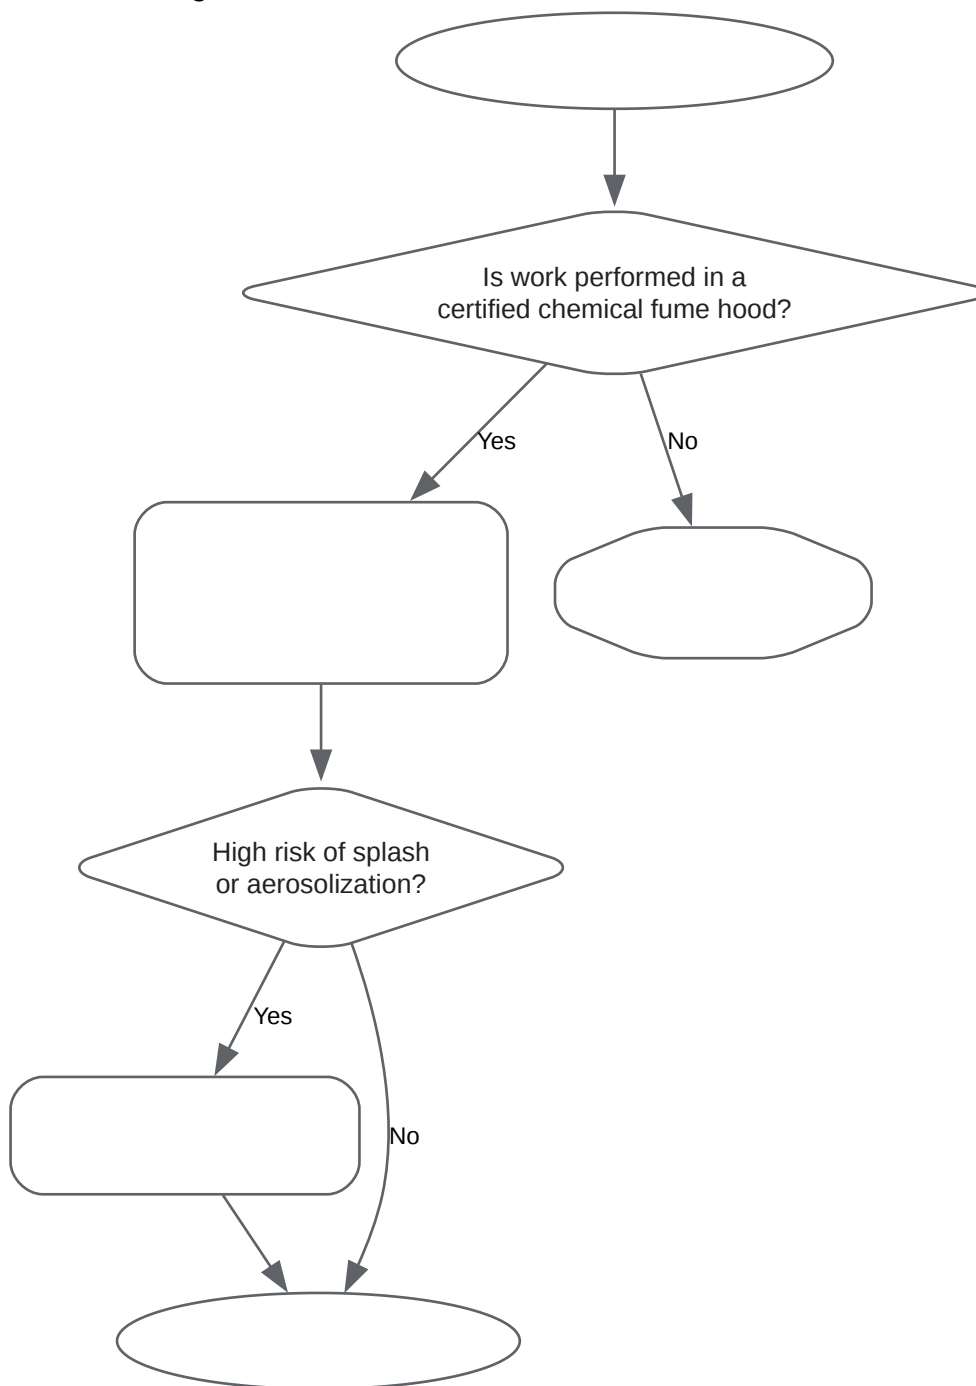 Is work performed in a
certified chemical fume hood?
Yes
No
High risk of splash
or aerosolization?
Yes
No